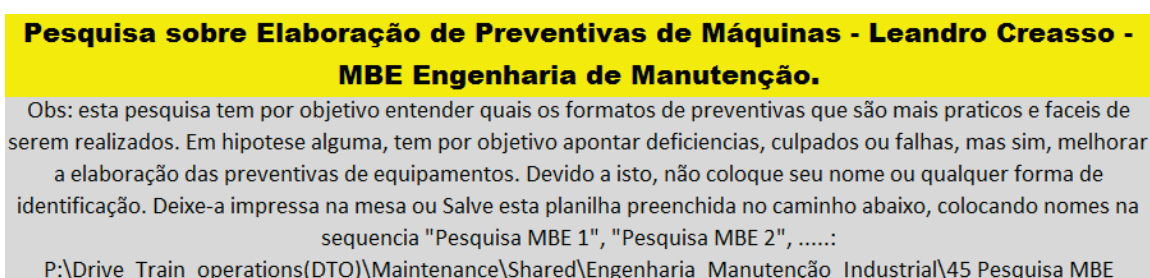 Pesquisa sobre Elaboração de Preventivas de Máquinas - Leandro Creasso -
MBE Engenharia de Manutenção.
Obs: esta pesquisa tem por objetivo entender quais os formatos de preventivas que são mais praticos e faceis de
serem realizados. Em hipotese alguma, tem por objetivo apontar deficiencias, culpados ou falhas, mas sim, melhorar
a elaboração das preventivas de equipamentos. Devido a isto, não coloque seu nome ou qualquer forma de
identificação. Deixe-a impressa na mesa ou Salve esta planilha preenchida no caminho abaixo, colocando nomes na
sequencia "Pesquisa MBE 1", "Pesquisa MBE 2", .....:
P:\Drive_Train_operations(DTO)\Maintenance\Shared\Engenharia_Manutenção_Industrial\45 Pesquisa MBE